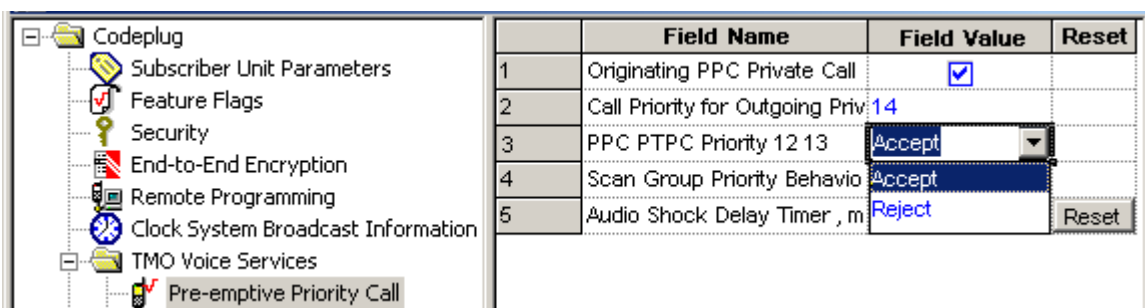 Codeplug
Subscriber Unit Parameters
Feature Flags
Security
End-to-End Encryption
Remote Programming
Clock System Broadcast Information
TMO Voice Services
Pre-emptive Priority Call
Field Name Field Value Reset
1 Originating PPC Private Call
2 Call Priority for Outgoing Priv 14
3 PPC PTPC Priority 12 13 Accept
4 Scan Group Priority Behavio Accept
Reject
5 Audio Shock Delay Timer , m Reset